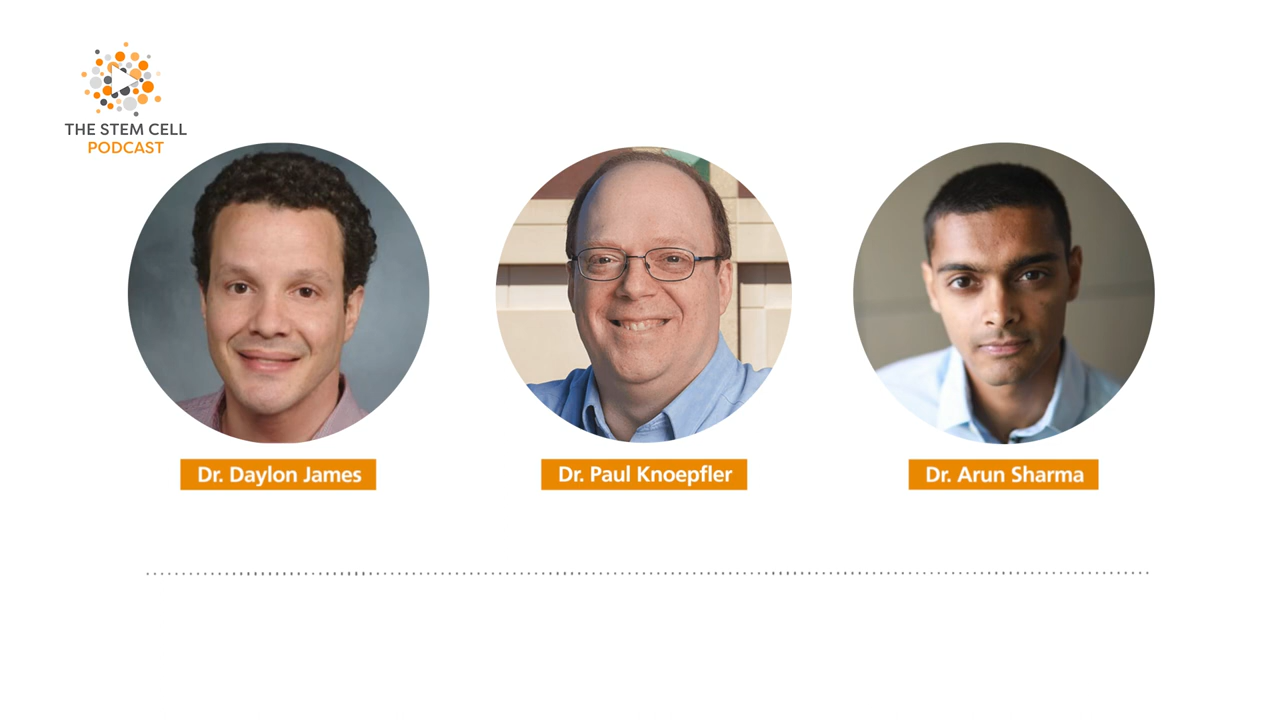 THE STEM CELL
PODCAST
Dr. Daylon James
Dr. Paul Knoepfler
Dr. Arun Sharma